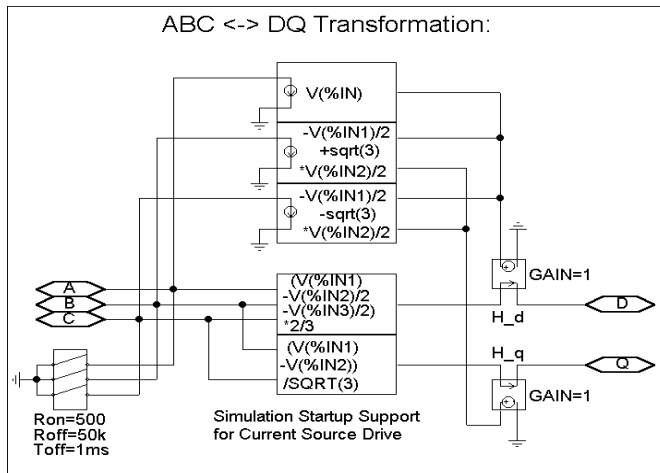 ABC <-> DQ Transformation:
V(%IN)
-V(%IN1)/2
+sqrt(3)
*V(%IN2)/2
-V(%IN1)/2
-sqrt(3)
*V(%IN2)/2
GAIN=1
A
B
C
(V(%IN1)
-V(%IN2)/2
-V(%IN3)/2)
*2/3
D
H_d
H_q
(V(%IN1)
-V(%IN2))
/SQRT(3)
Q
GAIN=1
Ron=500
Roff=50k
Toff=1ms
Simulation Startup Support
for Current Source Drive